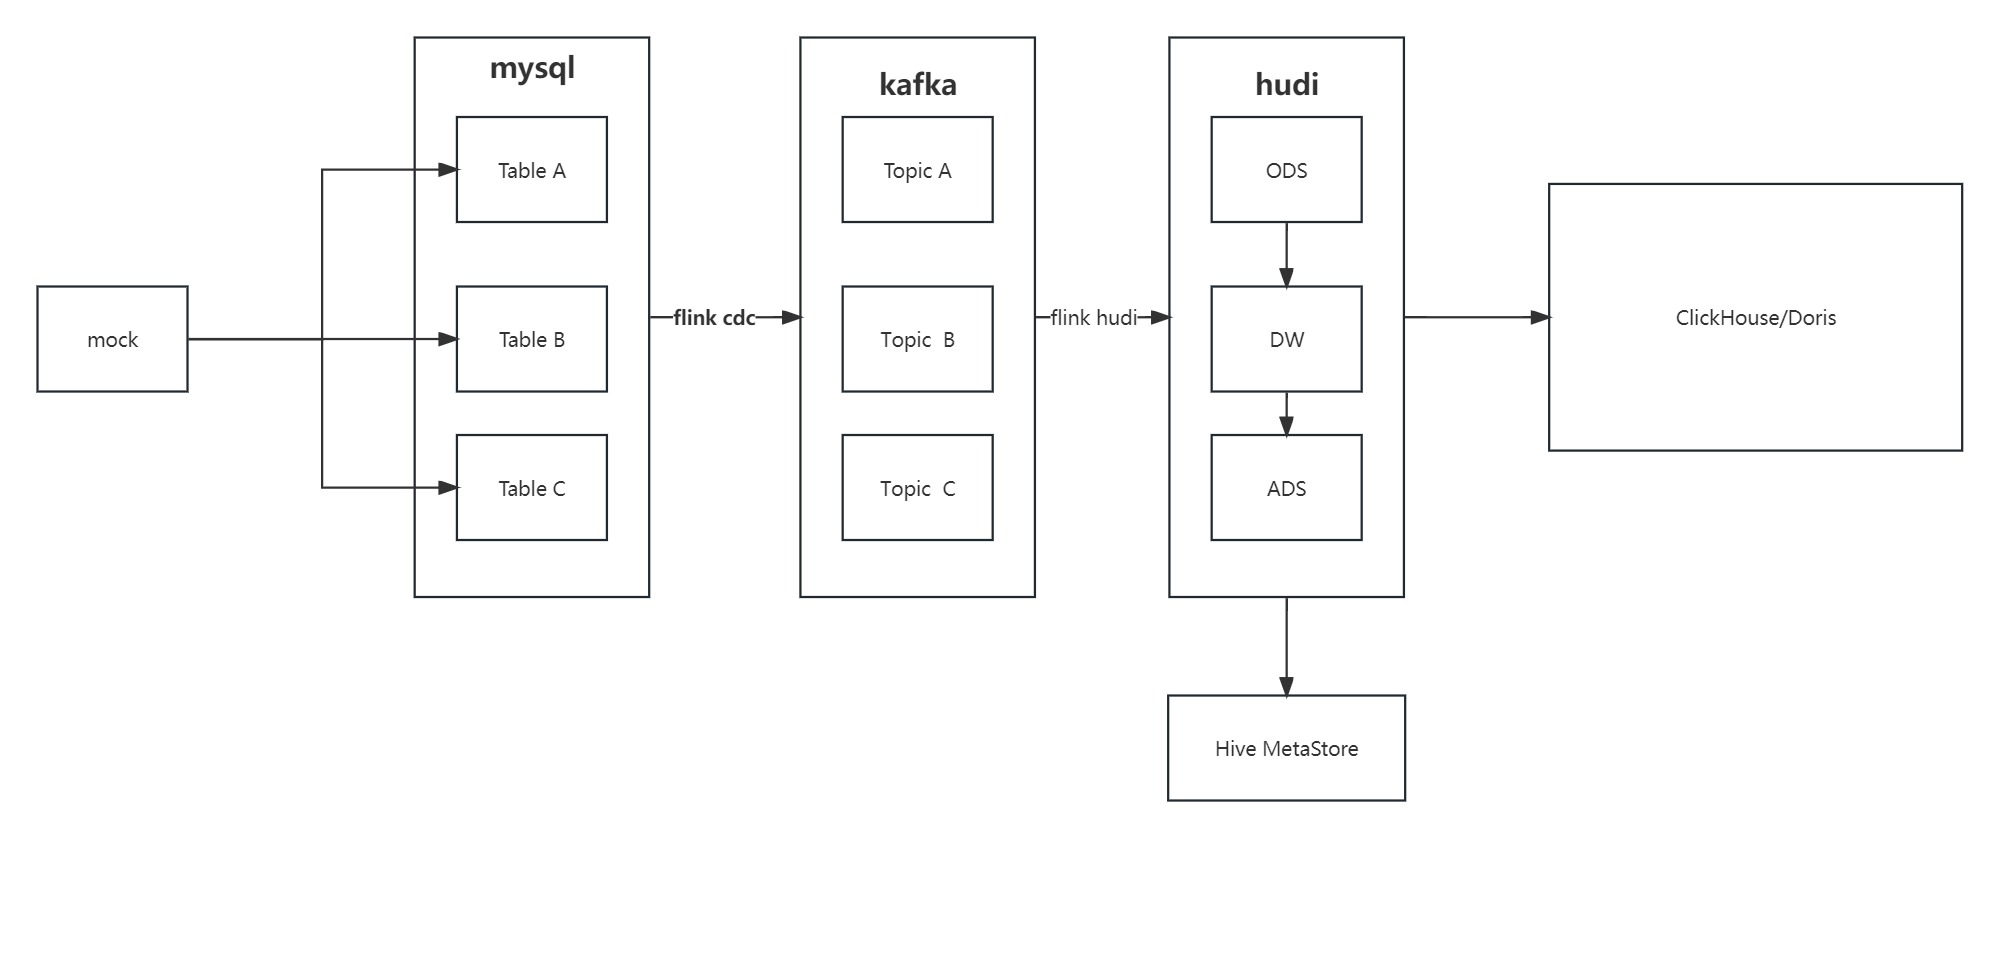 mysql
kafka
hudi
Table A
Topic A
ODS
mock
Table B
flink cdc
Topic  B
flink hudi
DW
ClickHouse/Doris
Table C
Topic  C
ADS
Hive MetaStore